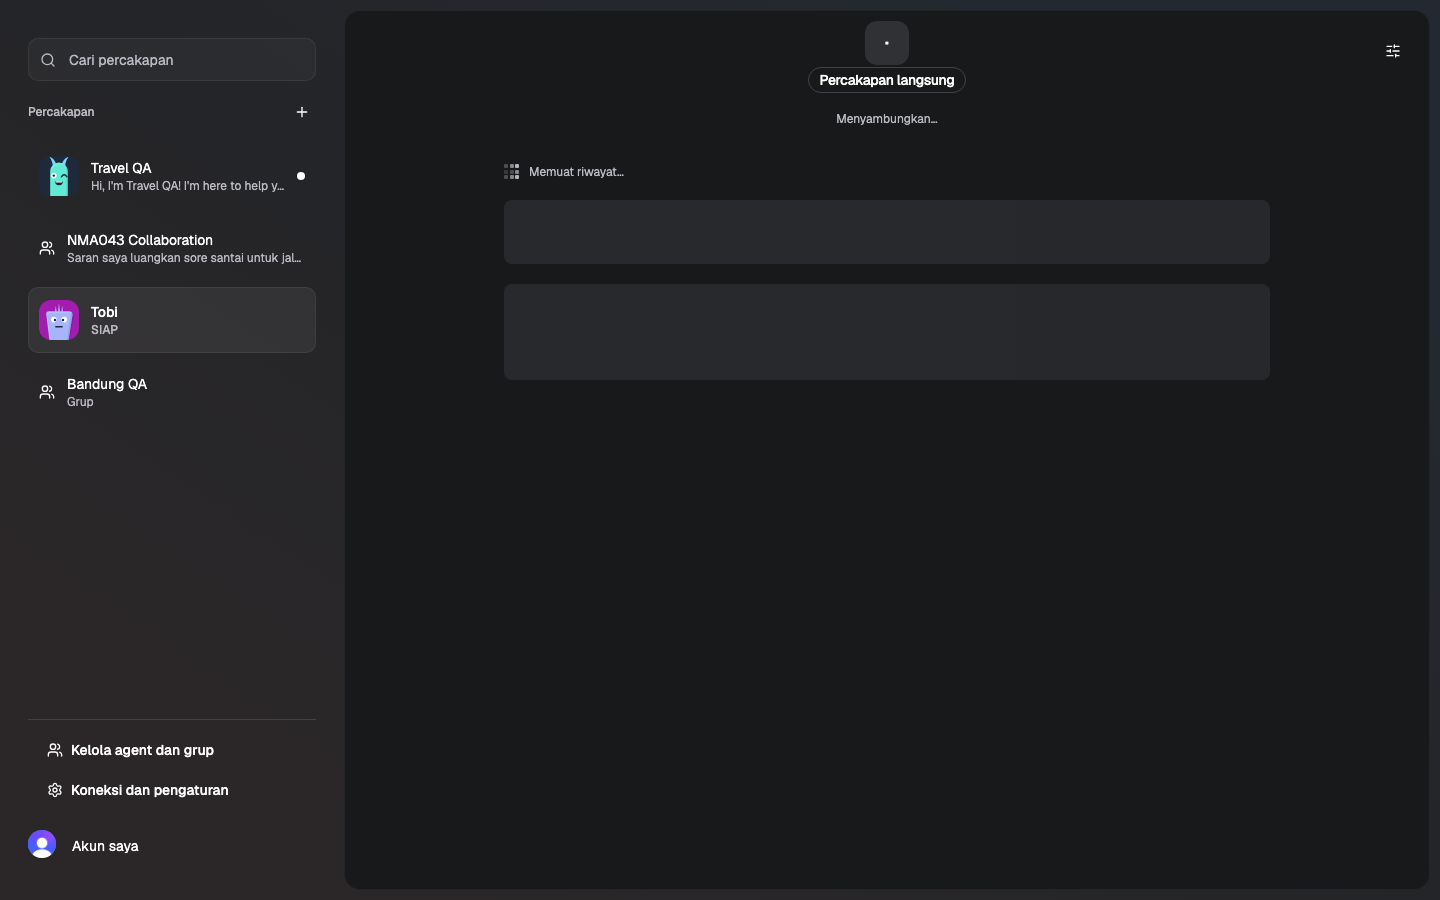 Cari percakapan
Percakapan
Travel QA
Hi, I'm Travel QA! I'm here to help y...
NMA043 Collaboration
Saran saya luangkan sore santai untuk jal...
Tobi
SIAP
Bandung QA
Grup
Kelola agent dan grup
Koneksi dan pengaturan
Akun saya
Percakapan langsung
Menyambungkan...
Memuat riwayat...